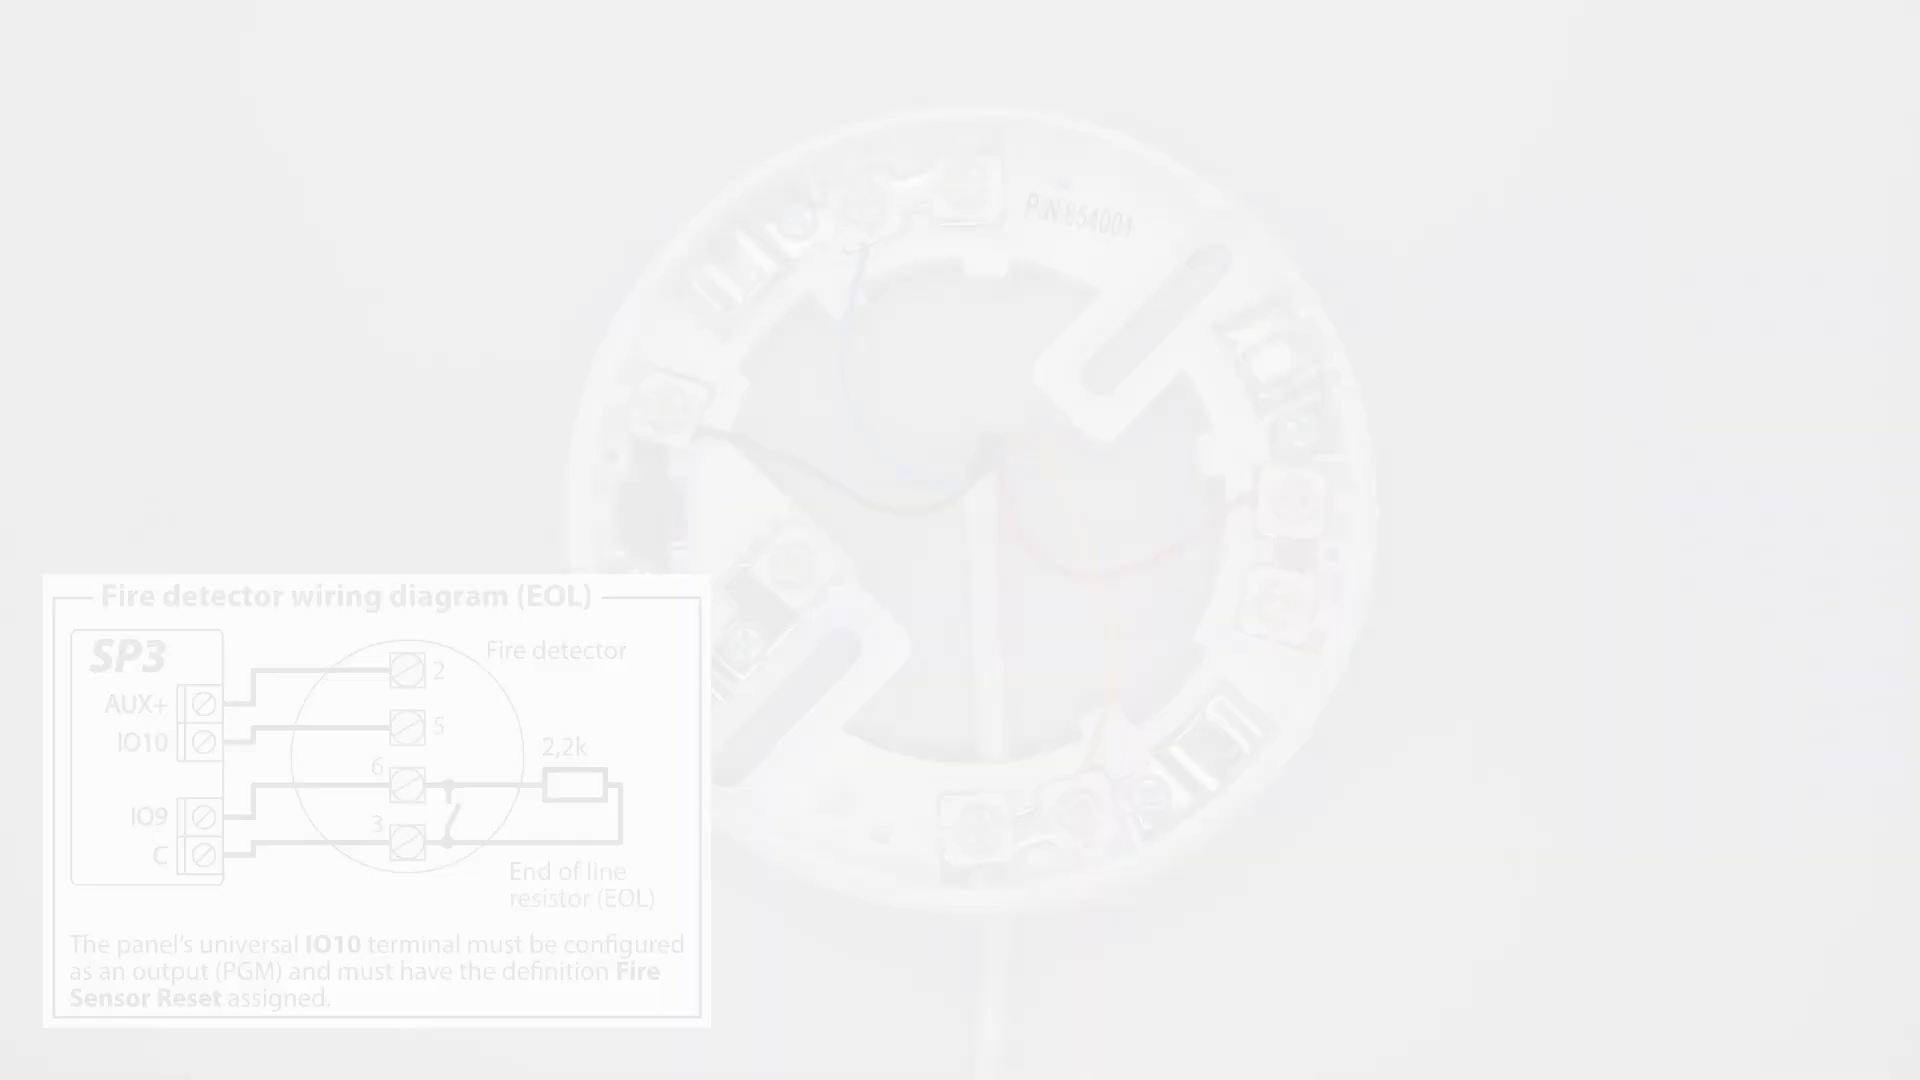 P/N 854001
Fire detector wiring diagram (EOL)
SP3
Fire detector
2
AUX+
5
IO10
2,2k
6
IO9
3
C
End of line
resistor (EOL)
The panel's universal IO10 terminal must be configured
as an output (PGM) and must have the definition Fire
Sensor Reset assigned.